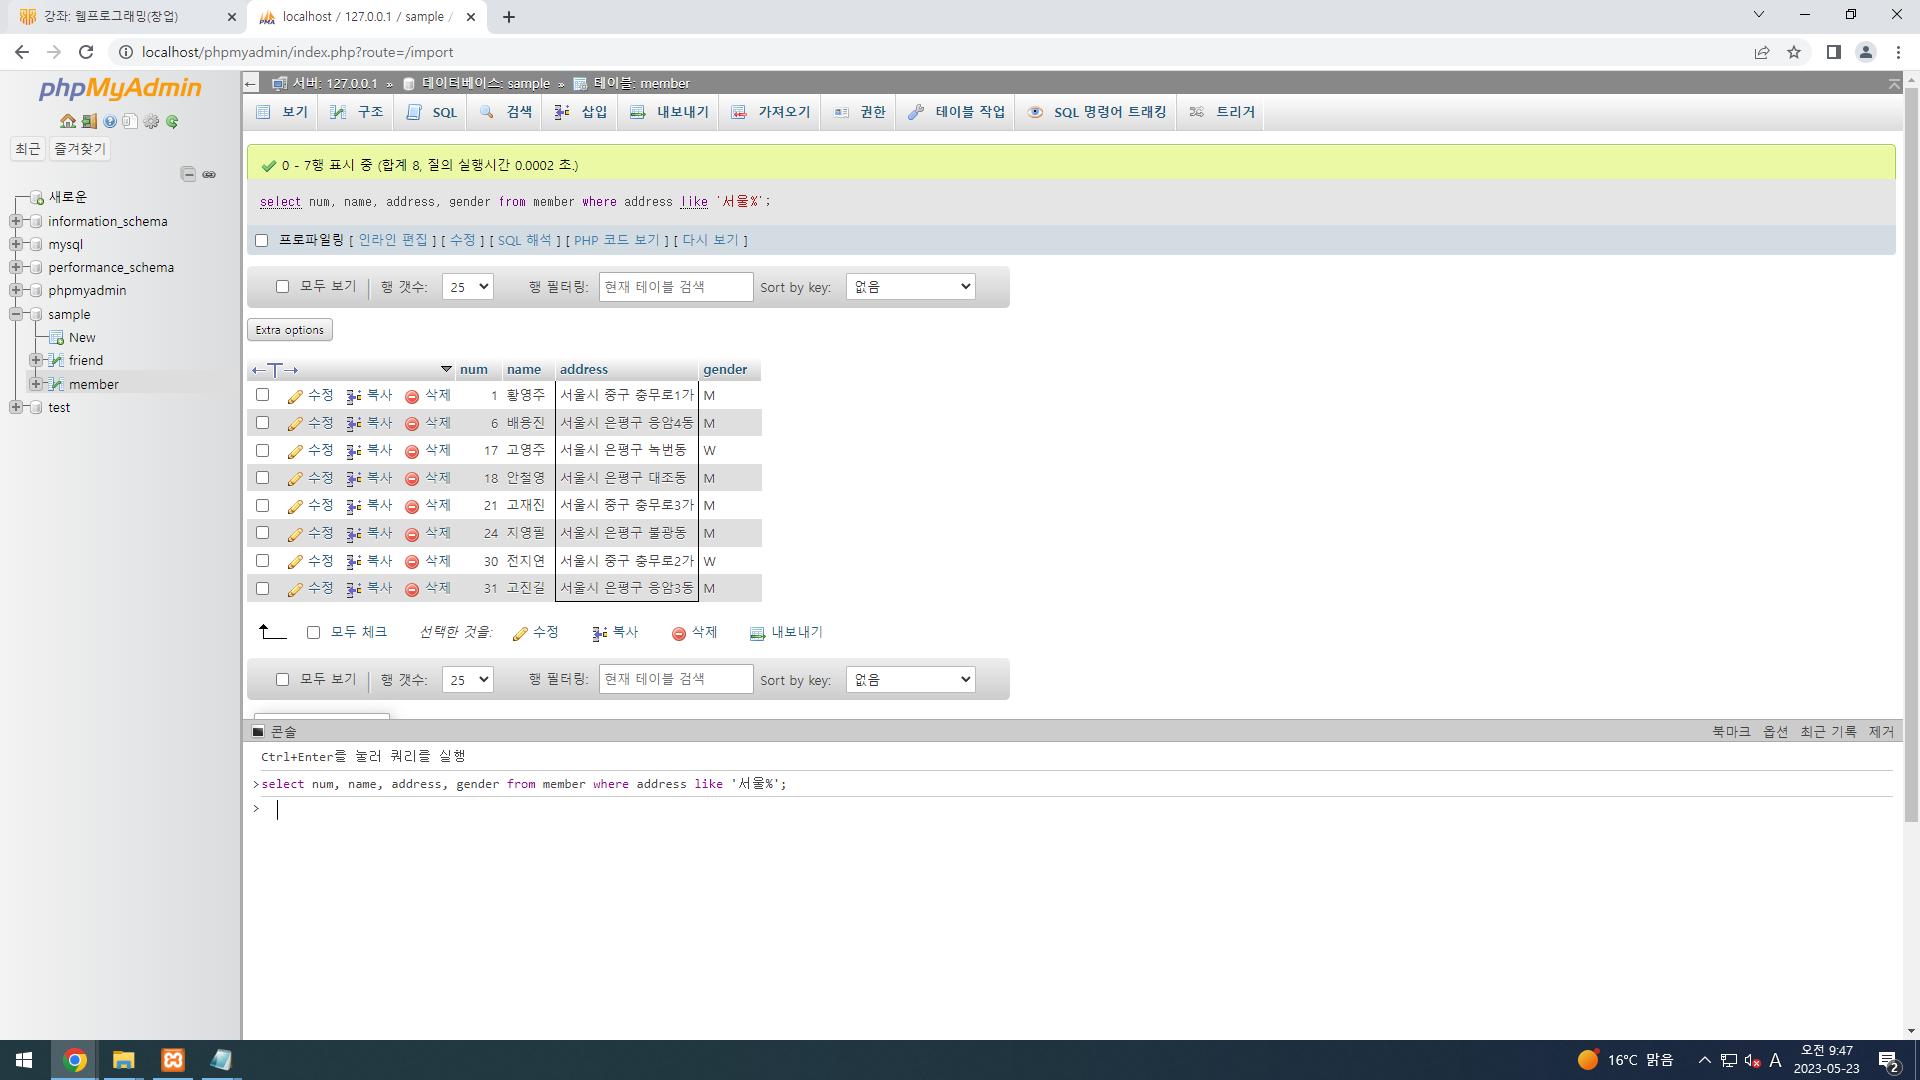 강좌: 웹프로그래밍(창업)
localhost / 127.0.0.1 / sample /
localhost/phpmyadmin/index.php?route=/import
phpMyAdmin
최근 즐겨찾기
새로운
information_schema
mysql
performance_schema
phpmyadmin
sample
New
friend
member
test
서버: 127.0.0.1 » 데이터베이스: sample » 테이블: member
보기 구조 SQL 검색 삽입 내보내기 가져오기 권한 테이블 작업 SQL 명령어 트래킹 트리거
0 - 7행 표시 중 (합계 8, 질의 실행시간 0.0002 초.)
select num, name, address, gender from member where address like '서울%';
프로파일링 [ 인라인 편집 ] [ 수정 ] [ SQL 해석 ] [ PHP 코드 보기 ] [ 다시 보기 ]
모두 보기 행 갯수: 25 행 필터링: 현재 테이블 검색 Sort by key: 없음
Extra options
←T→ num name address gender
수정 복사 삭제 1 황영주 서울시 중구 충무로1가 M
수정 복사 삭제 6 배용진 서울시 은평구 응암4동 M
수정 복사 삭제 17 고영주 서울시 은평구 녹번동 W
수정 복사 삭제 18 안철영 서울시 은평구 대조동 M
수정 복사 삭제 21 고재진 서울시 중구 충무로3가 M
수정 복사 삭제 24 지영필 서울시 은평구 불광동 M
수정 복사 삭제 30 전지연 서울시 중구 충무로2가 W
수정 복사 삭제 31 고진길 서울시 은평구 응암3동 M
모두 체크 선택한 것을: 수정 복사 삭제 내보내기
모두 보기 행 갯수: 25 행 필터링: 현재 테이블 검색 Sort by key: 없음
콘솔 북마크 옵션 최근 기록 제거
Ctrl+Enter를 눌러 쿼리를 실행
>select num, name, address, gender from member where address like '서울%';
>
16°C 맑음 A 오전 9:47
2023-05-23
2